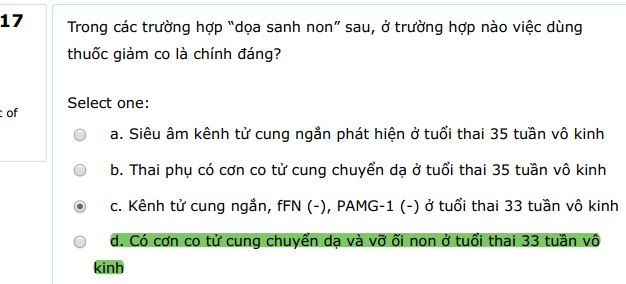 17
Trong các trường hợp “dọa sanh non” sau, ở trường hợp nào việc dùng
thuốc giảm co là chính đáng?
t of
Select one:
a. Siêu âm kênh tử cung ngắn phát hiện ở tuổi thai 35 tuần vô kinh
b. Thai phụ có cơn co tử cung chuyển dạ ở tuổi thai 35 tuần vô kinh
c. Kênh tử cung ngắn, fFN (-), PAMG-1 (-) ở tuổi thai 33 tuần vô kinh
d. Có cơn co tử cung chuyển dạ và vỡ ối non ở tuổi thai 33 tuần vô
kinh